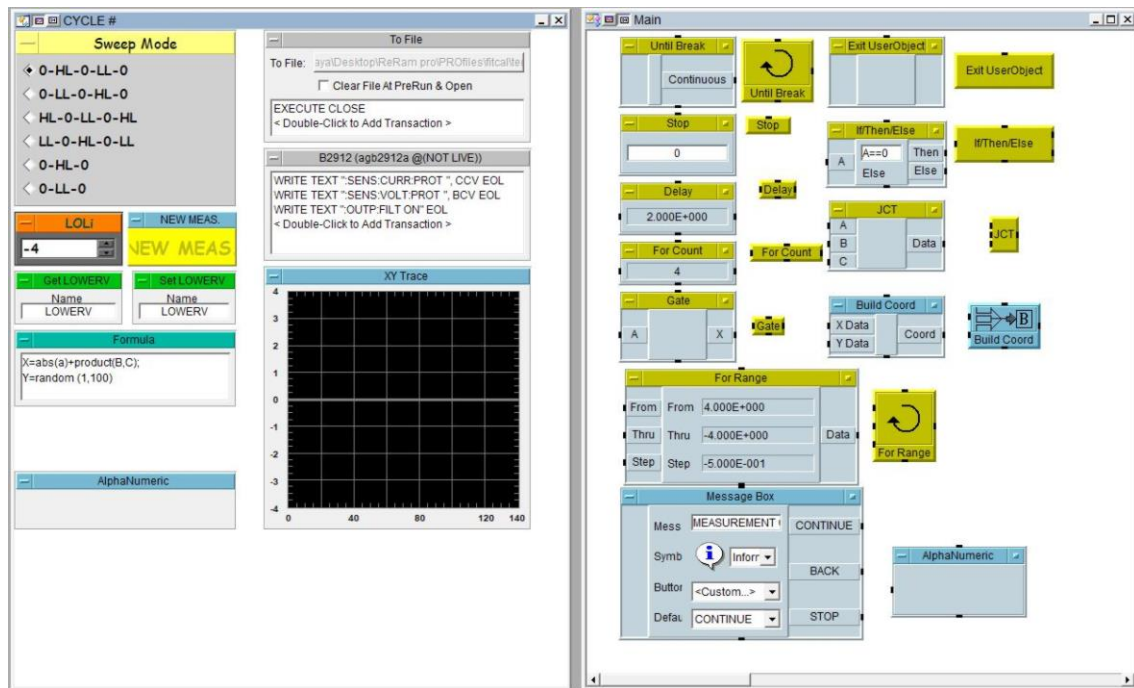 CYCLE #
Sweep Mode
0-HL-0-LL-0
0-LL-0-HL-0
HL-0-LL-0-HL
LL-0-HL-0-LL
0-HL-0
0-LL-0
LOLi
-4
NEW MEAS.
NEW MEAS
Get LOWERV
Name
LOWERV
Set LOWERV
Name
LOWERV
Formula
X=abs(a)+product(B,C);
Y=random (1,100)
AlphaNumeric
To File
To File: aya\Desktop\ReRam pro\PROfiles\fitcal\te
Clear File At PreRun & Open
EXECUTE CLOSE
< Double-Click to Add Transaction >
B2912 (agb2912a @(NOT LIVE))
WRITE TEXT ":SENS:CURR:PROT ", CCV EOL
WRITE TEXT ":SENS:VOLT:PROT ", BCV EOL
WRITE TEXT ":OUTP:FILT ON" EOL
< Double-Click to Add Transaction >
XY Trace
4
3
2
1
0
-1
-2
-3
-4
0 40 80 120 140
Main
Until Break
Continuous
Until Break
Exit UserObject
Exit UserObject
Stop
0
Stop
If/Then/Else
A A==0 Then
Else Else
If/Then/Else
Delay
2.000E+000
Delay
JCT
A
B Data
C
JCT
For Count
4
For Count
Gate
A X
Gate
Build Coord
X Data
Y Data
Coord
B
Build Coord
For Range
From From 4.000E+000
Thru Thru -4.000E+000 Data
Step Step -5.000E-001
For Range
Message Box
Mess MEASUREMENT CONTINUE
Symb i Inforr
BACK
Buttor <Custom...>
Defau CONTINUE STOP
AlphaNumeric